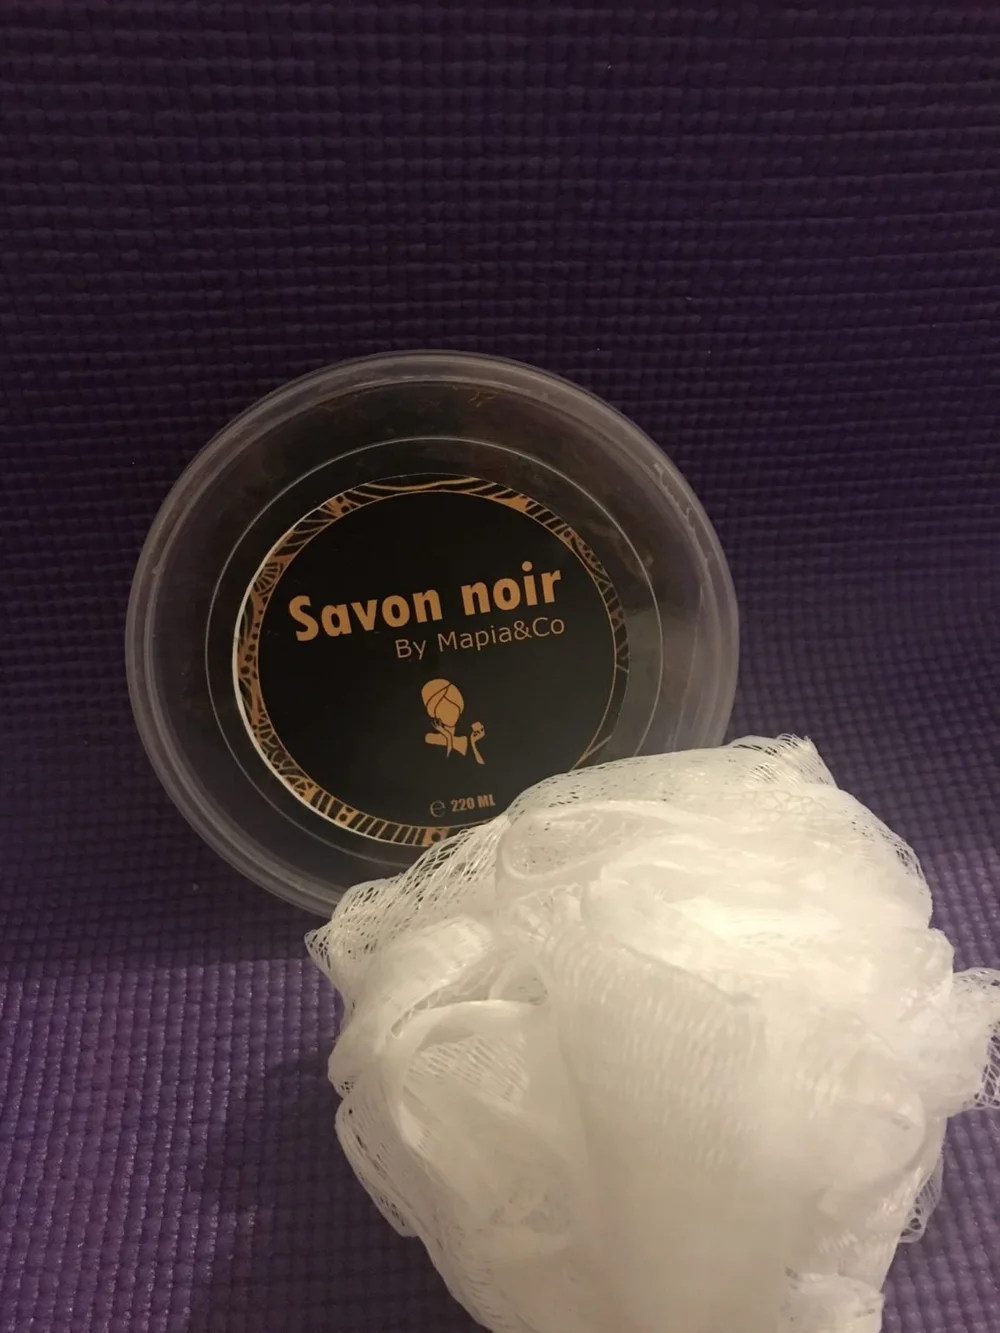 Savon noir
By Mapia&Co
℮ 220 ML